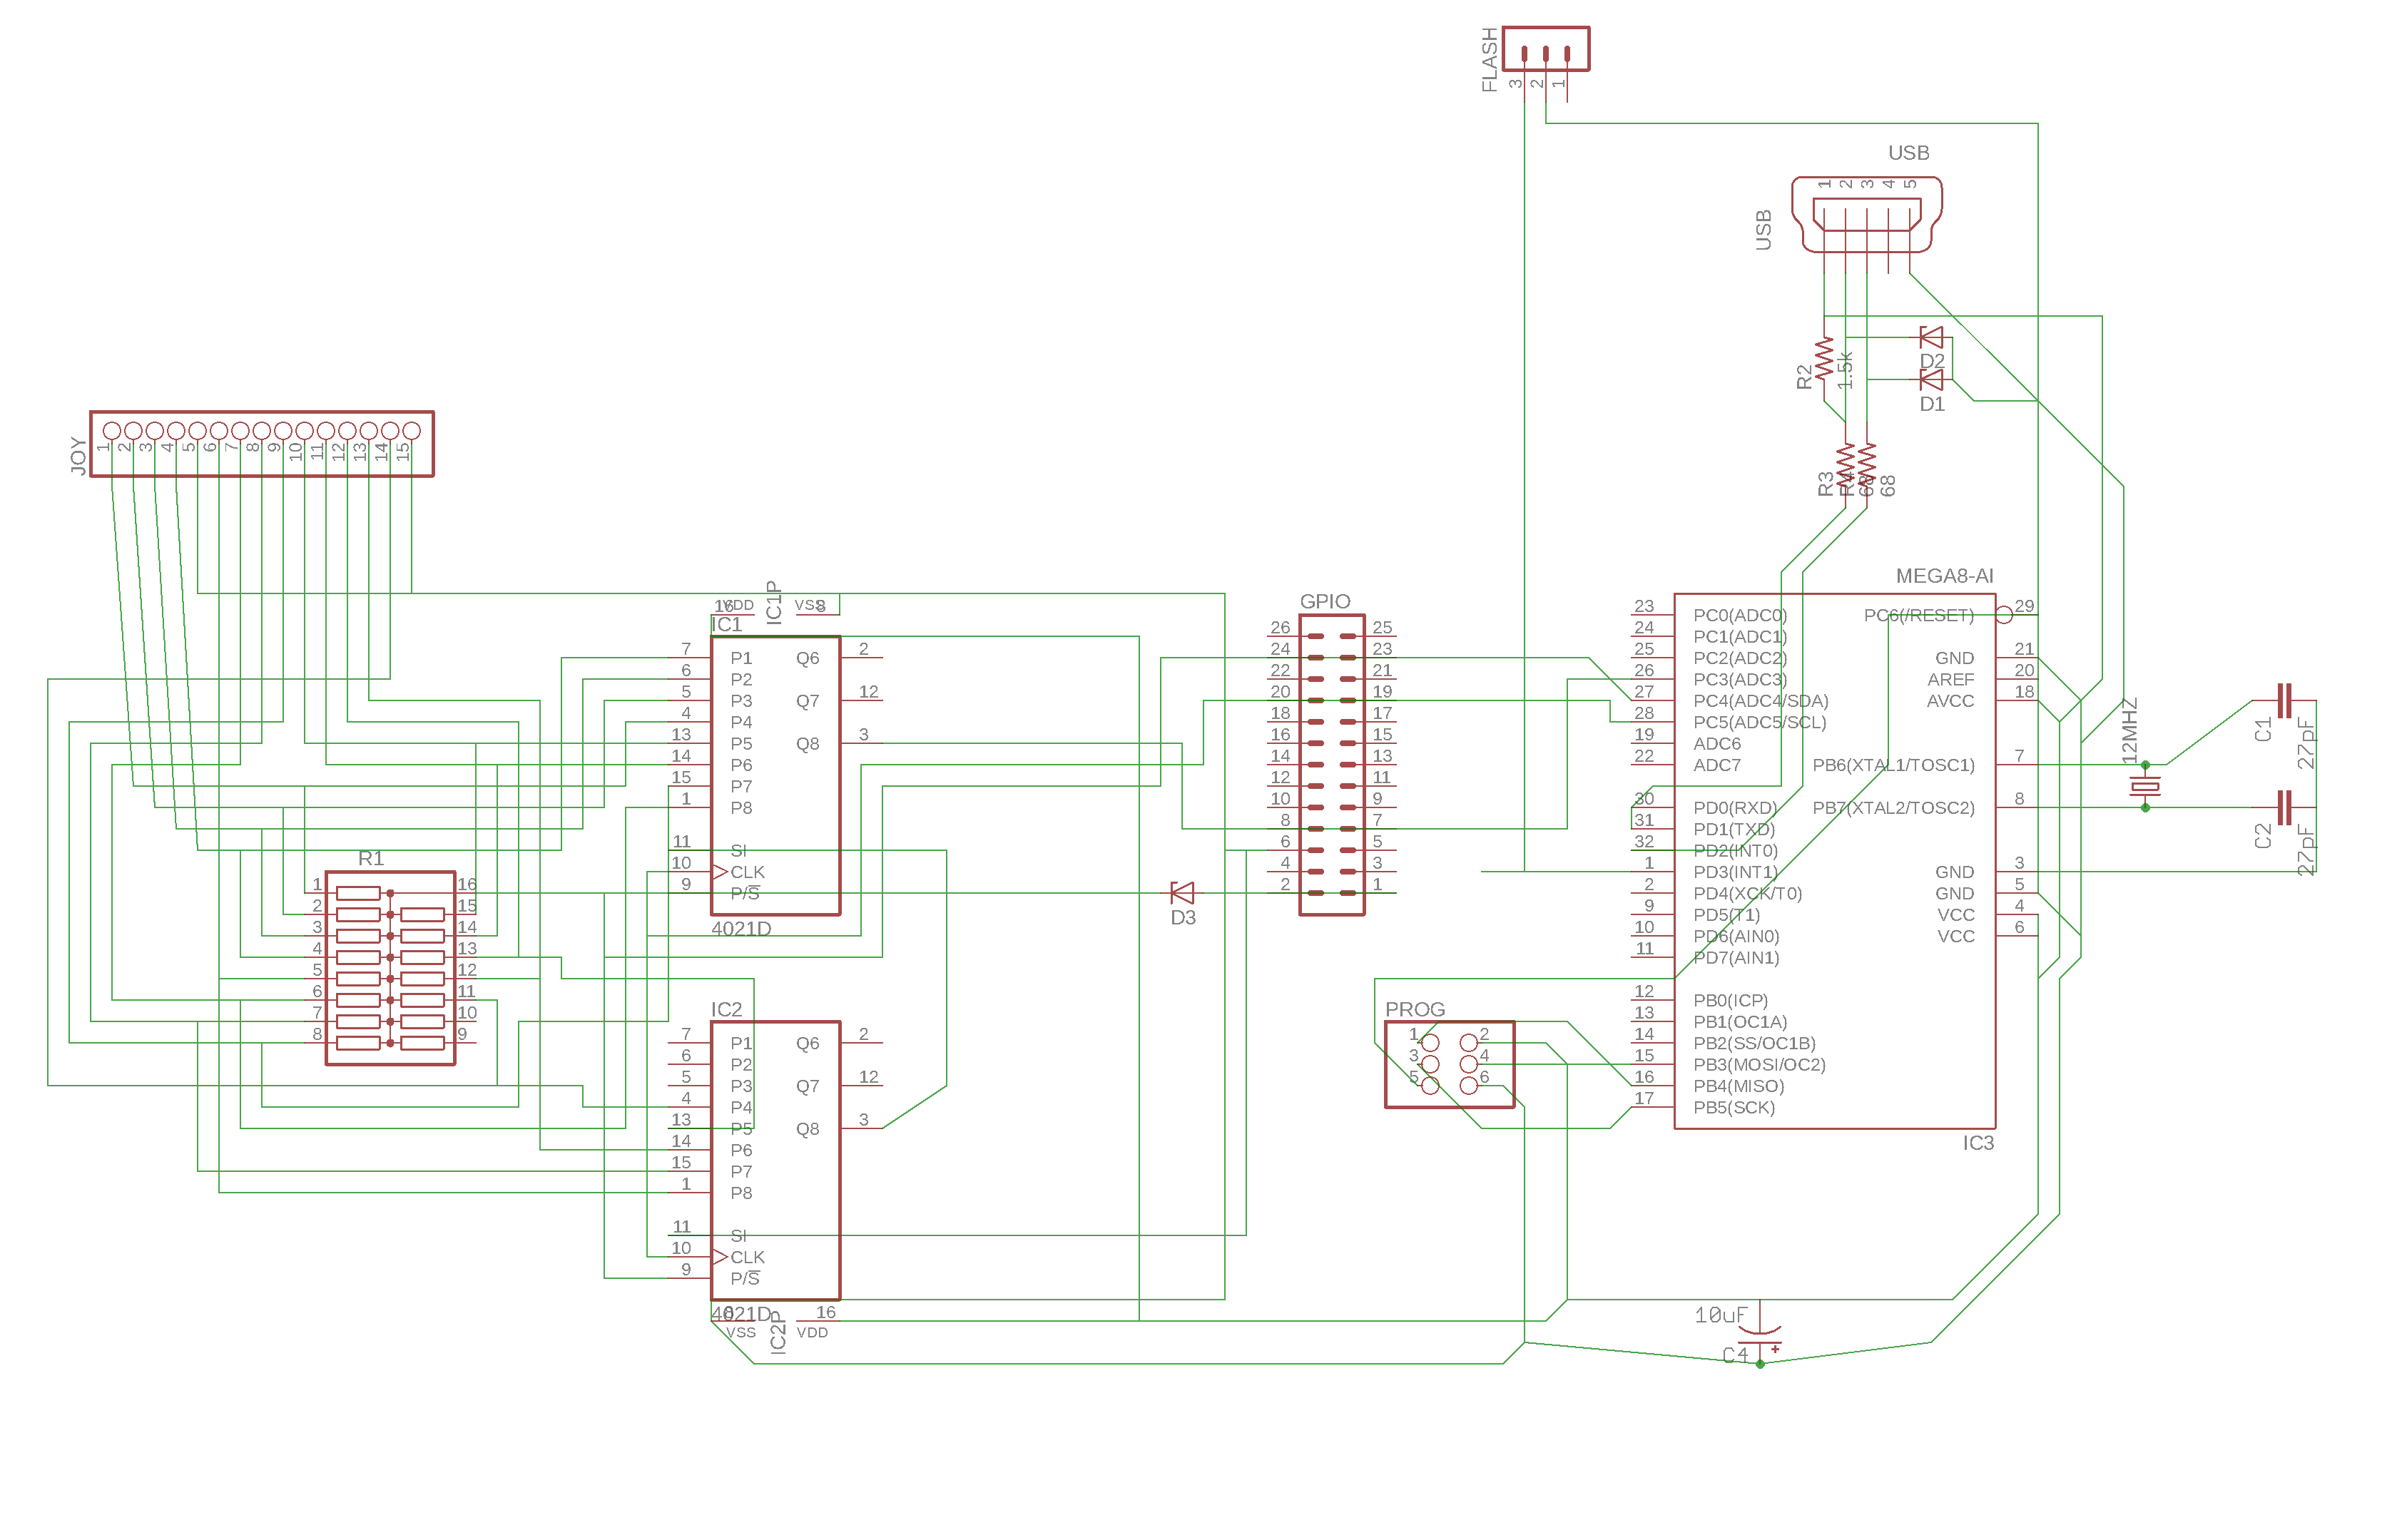 FLASH
3 2 1
USB
USB
1 2 3 4 5
R2
1.5k
D2
D1
R3
R4
68
68
JOY
1 2 3 4 5 6 7 8 9 10 11 12 13 14 15
IC1P
16 VDD
VSS 8
IC1
7 P1
6 P2
5 P3
4 P4
13 P5
14 P6
15 P7
1 P8
11 SI
10 CLK
9 P/S
Q6 2
Q7 12
Q8 3
4021D
R1
1 16
2 15
3 14
4 13
5 12
6 11
7 10
8 9
IC2
7 P1
6 P2
5 P3
4 P4
13 P5
14 P6
15 P7
1 P8
11 SI
10 CLK
9 P/S
Q6 2
Q7 12
Q8 3
4021D
8
VSS
IC2P
16
VDD
D3
GPIO
26 25
24 23
22 21
20 19
18 17
16 15
14 13
12 11
10 9
8 7
6 5
4 3
2 1
PROG
1 2
3 4
5 6
MEGA8-AI
23 PC0(ADC0)
24 PC1(ADC1)
25 PC2(ADC2)
26 PC3(ADC3)
27 PC4(ADC4/SDA)
28 PC5(ADC5/SCL)
19 ADC6
22 ADC7
30 PD0(RXD)
31 PD1(TXD)
32 PD2(INT0)
1 PD3(INT1)
2 PD4(XCK/T0)
9 PD5(T1)
10 PD6(AIN0)
11 PD7(AIN1)
12 PB0(ICP)
13 PB1(OC1A)
14 PB2(SS/OC1B)
15 PB3(MOSI/OC2)
16 PB4(MISO)
17 PB5(SCK)
PC6(/RESET) 29
GND 21
AREF 20
AVCC 18
PB6(XTAL1/TOSC1) 7
PB7(XTAL2/TOSC2) 8
GND 3
GND 5
VCC 4
VCC 6
IC3
12MHZ
C1
27pF
C2
27pF
10uF
C4
+